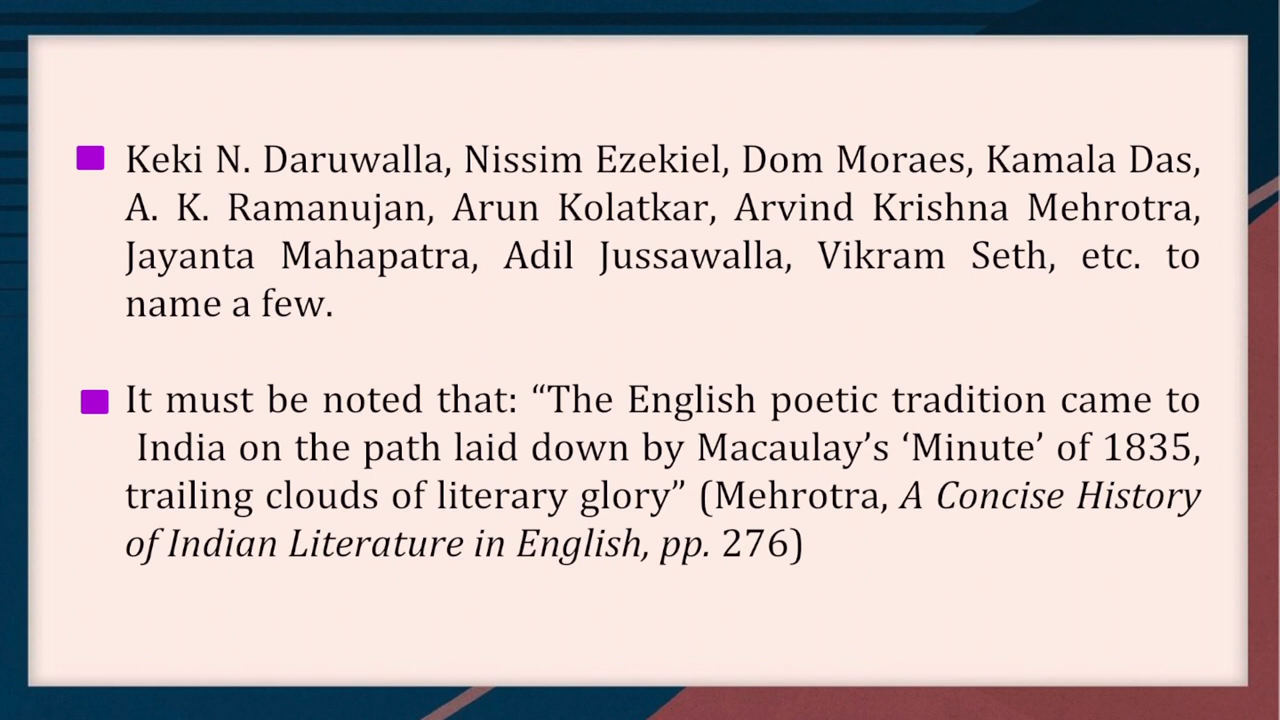 Keki N. Daruwalla, Nissim Ezekiel, Dom Moraes, Kamala Das,
A. K. Ramanujan, Arun Kolatkar, Arvind Krishna Mehrotra,
Jayanta Mahapatra, Adil Jussawalla, Vikram Seth, etc. to
name a few.
It must be noted that: “The English poetic tradition came to
India on the path laid down by Macaulay’s ‘Minute’ of 1835,
trailing clouds of literary glory” (Mehrotra, A Concise History
of Indian Literature in English, pp. 276)